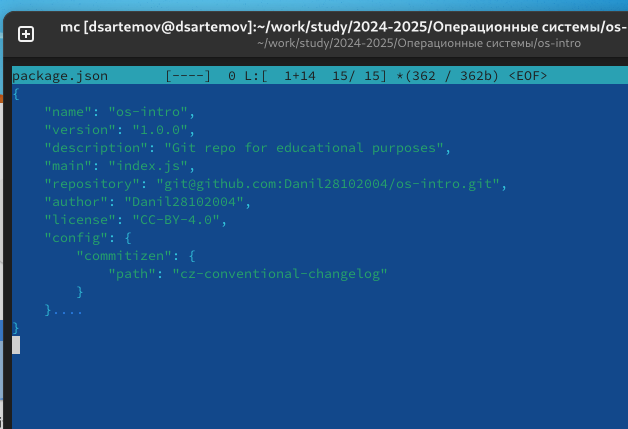 mc [dsartemov@dsartemov]:~/work/study/2024-2025/Операционные системы/os-
~/work/study/2024-2025/Операционные системы/os-intro
package.json       [----]  0 L:[  1+14  15/ 15] *(362 / 362b) <EOF>
{
    "name": "os-intro",
    "version": "1.0.0",
    "description": "Git repo for educational purposes",
    "main": "index.js",
    "repository": "git@github.com:Danil28102004/os-intro.git",
    "author": "Danil28102004",
    "license": "CC-BY-4.0",
    "config": {
        "commitizen": {
            "path": "cz-conventional-changelog"
        }
    }....
}